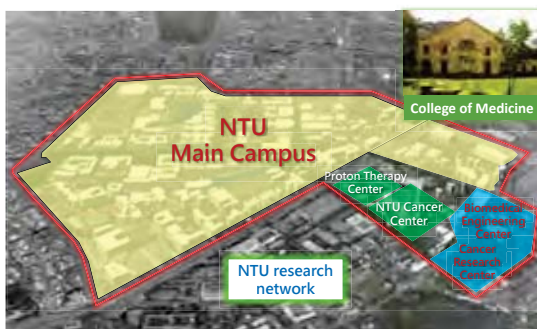 College of Medicine
NTU
Main Campus
Proton Therapy
Center
NTU Cancer
Center
Biomedical
Engineering
Center
Cancer
Research
Center
NTU research
network